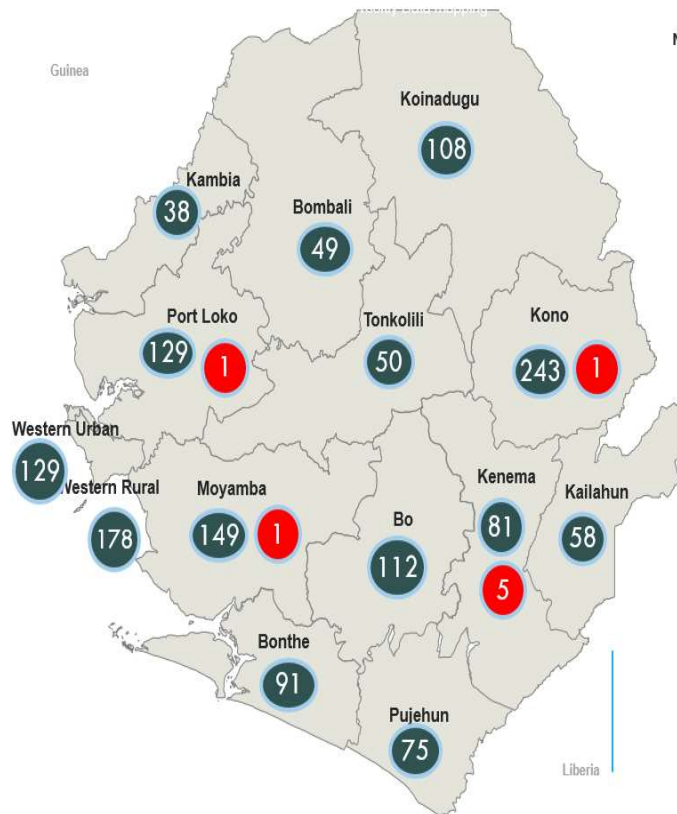 Guinea
Koinadugu
108
Kambia
38
Bombali
49
Port Loko
129
1
Tonkolili
50
Kono
243
1
Western Urban
129
Western Rural
178
Moyamba
149
1
Bo
112
Kenema
81
5
Kailahun
58
Bonthe
91
Pujehun
75
Liberia